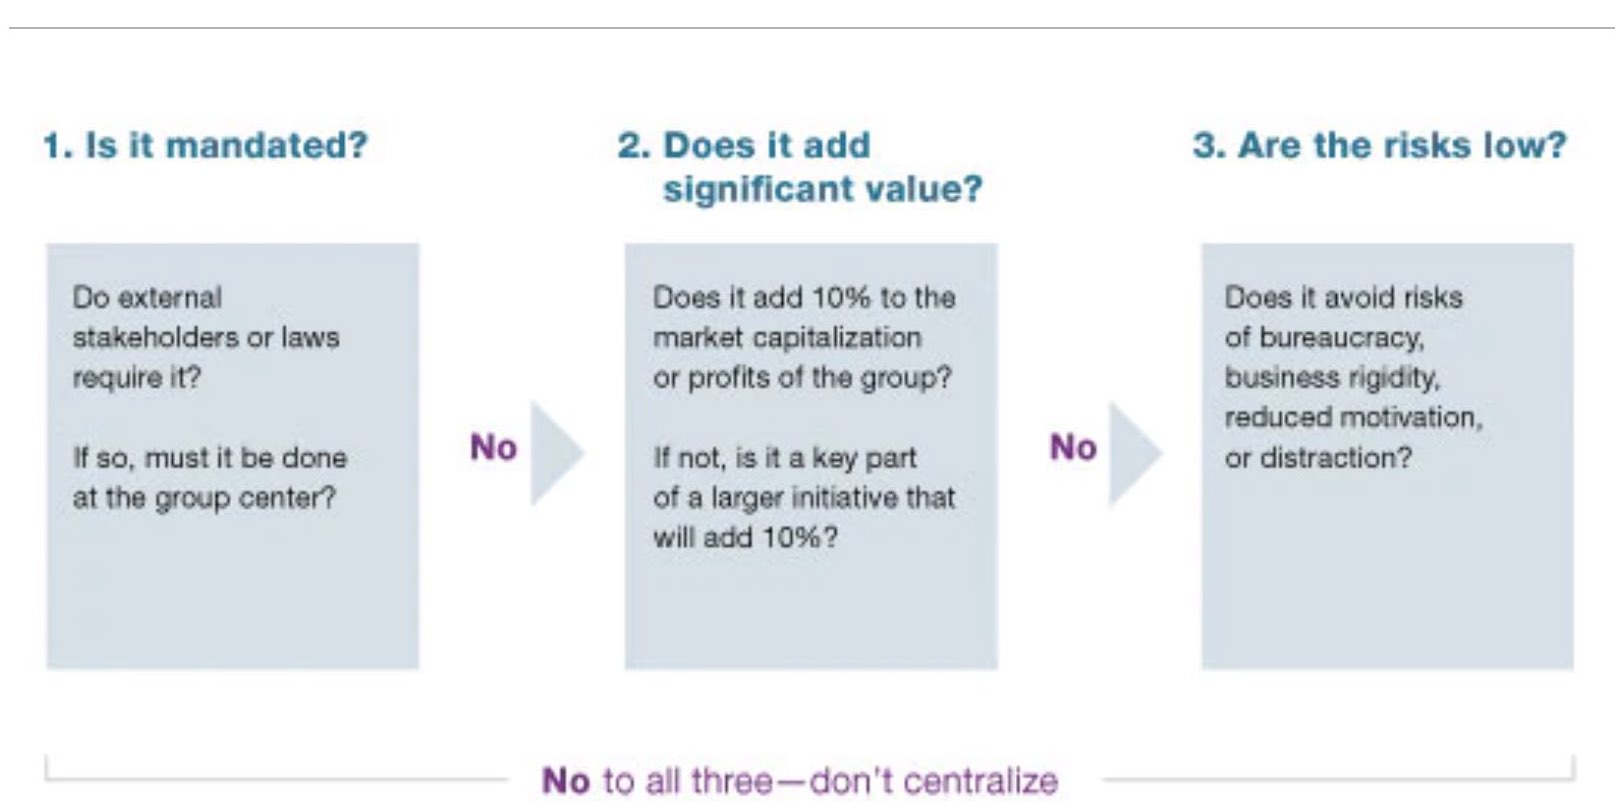 1. Is it mandated?
Do external
stakeholders or laws
require it?
If so, must it be done
at the group center?
No
2. Does it add
significant value?
Does it add 10% to the
market capitalization
or profits of the group?
If not, is it a key part
of a larger initiative that
will add 10%?
No
3. Are the risks low?
Does it avoid risks
of bureaucracy,
business rigidity,
reduced motivation,
or distraction?
No to all three—don't centralize